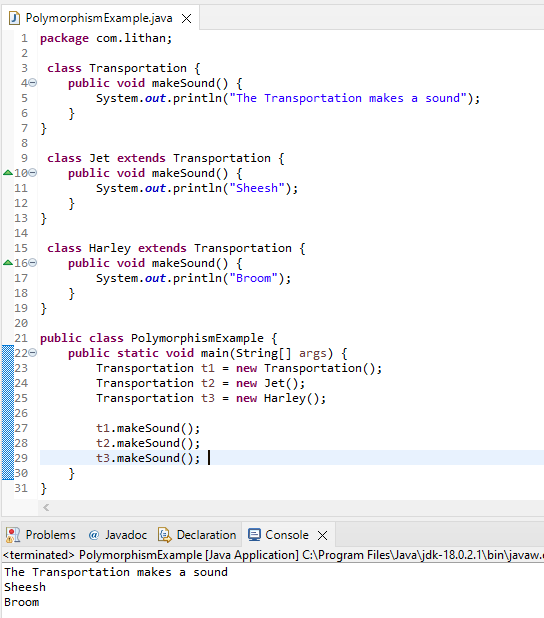 PolymorphismExample.java
1 package com.lithan;
2
3 class Transportation {
4 public void makeSound() {
5 System.out.println("The Transportation makes a sound");
6 }
7 }
8
9 class Jet extends Transportation {
10 public void makeSound() {
11 System.out.println("Sheesh");
12 }
13 }
14
15 class Harley extends Transportation {
16 public void makeSound() {
17 System.out.println("Broom");
18 }
19 }
20
21 public class PolymorphismExample {
22 public static void main(String[] args) {
23 Transportation t1 = new Transportation();
24 Transportation t2 = new Jet();
25 Transportation t3 = new Harley();
26
27 t1.makeSound();
28 t2.makeSound();
29 t3.makeSound();
30 }
31 }
Problems @ Javadoc Declaration Console
<terminated> PolymorphismExample [Java Application] C:\Program Files\Java\jdk-18.0.2.1\bin\javaw.
The Transportation makes a sound
Sheesh
Broom